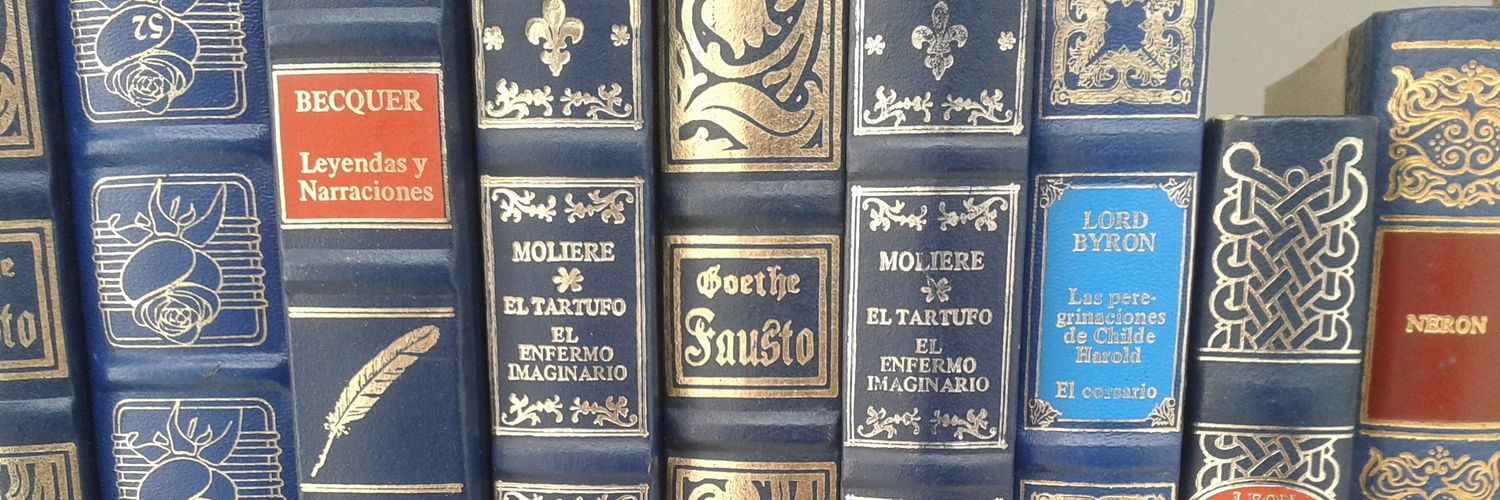 52
BECQUER
Leyendas y
Narraciones
MOLIERE
EL TARTUFO
EL
ENFERMO
IMAGINARIO
Goethe
Fausto
MOLIERE
EL TARTUFO
EL
ENFERMO
IMAGINARIO
LORD
BYRON
Las pere-
grinaciones
de Childe
Harold
El corsario
NERON